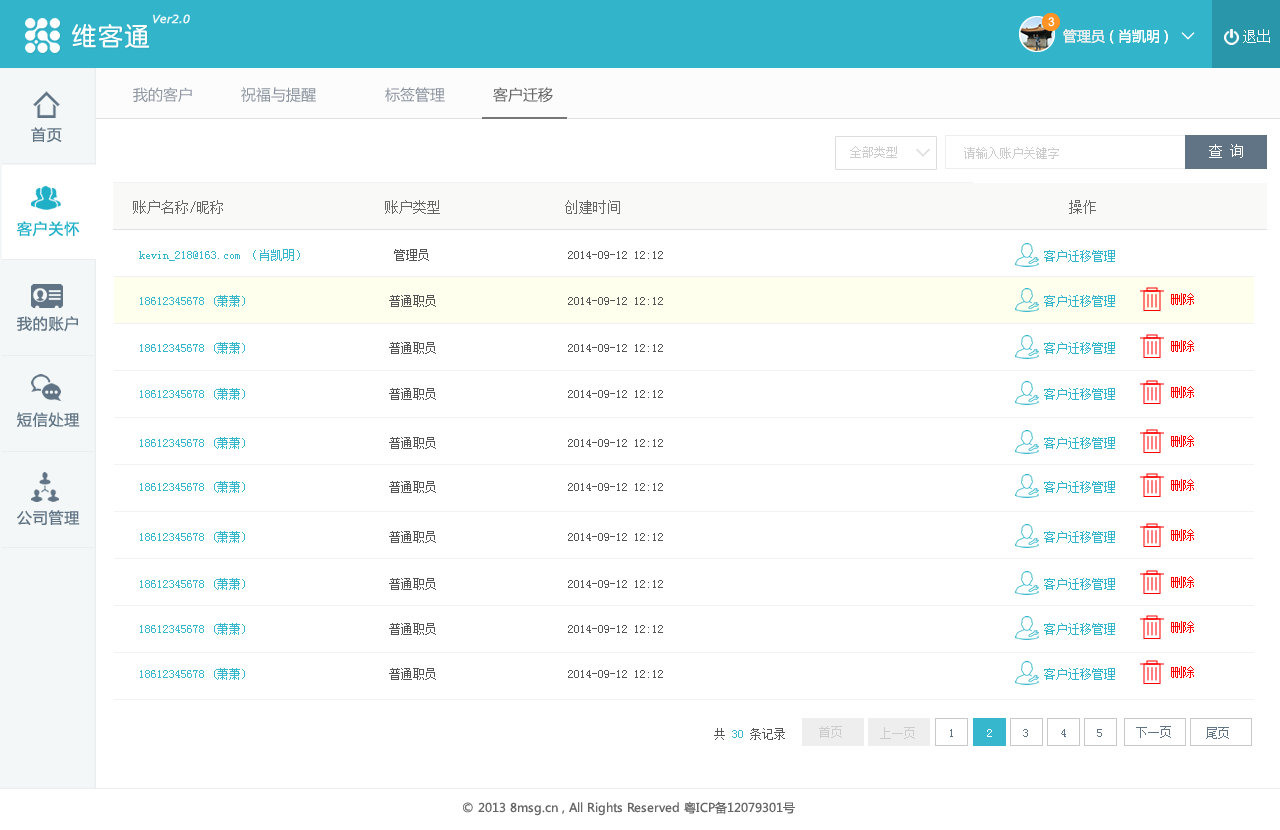 维客通 Ver2.0
3
管理员 ( 肖凯明 )
退出
首页
客户关怀
我的账户
短信处理
公司管理
我的客户 祝福与提醒 标签管理 客户迁移
全部类型 请输入账户关键字 查 询
账户名称/昵称 账户类型 创建时间 操作
kevin_218@163.com （肖凯明） 管理员 2014-09-12 12:12 客户迁移管理
18612345678 （萧萧） 普通职员 2014-09-12 12:12 客户迁移管理 删除
18612345678 （萧萧） 普通职员 2014-09-12 12:12 客户迁移管理 删除
18612345678 （萧萧） 普通职员 2014-09-12 12:12 客户迁移管理 删除
18612345678 （萧萧） 普通职员 2014-09-12 12:12 客户迁移管理 删除
18612345678 （萧萧） 普通职员 2014-09-12 12:12 客户迁移管理 删除
18612345678 （萧萧） 普通职员 2014-09-12 12:12 客户迁移管理 删除
18612345678 （萧萧） 普通职员 2014-09-12 12:12 客户迁移管理 删除
18612345678 （萧萧） 普通职员 2014-09-12 12:12 客户迁移管理 删除
18612345678 （萧萧） 普通职员 2014-09-12 12:12 客户迁移管理 删除
共 30 条记录 首页 上一页 1 2 3 4 5 下一页 尾页
© 2013 8msg.cn , All Rights Reserved 粤ICP备12079301号